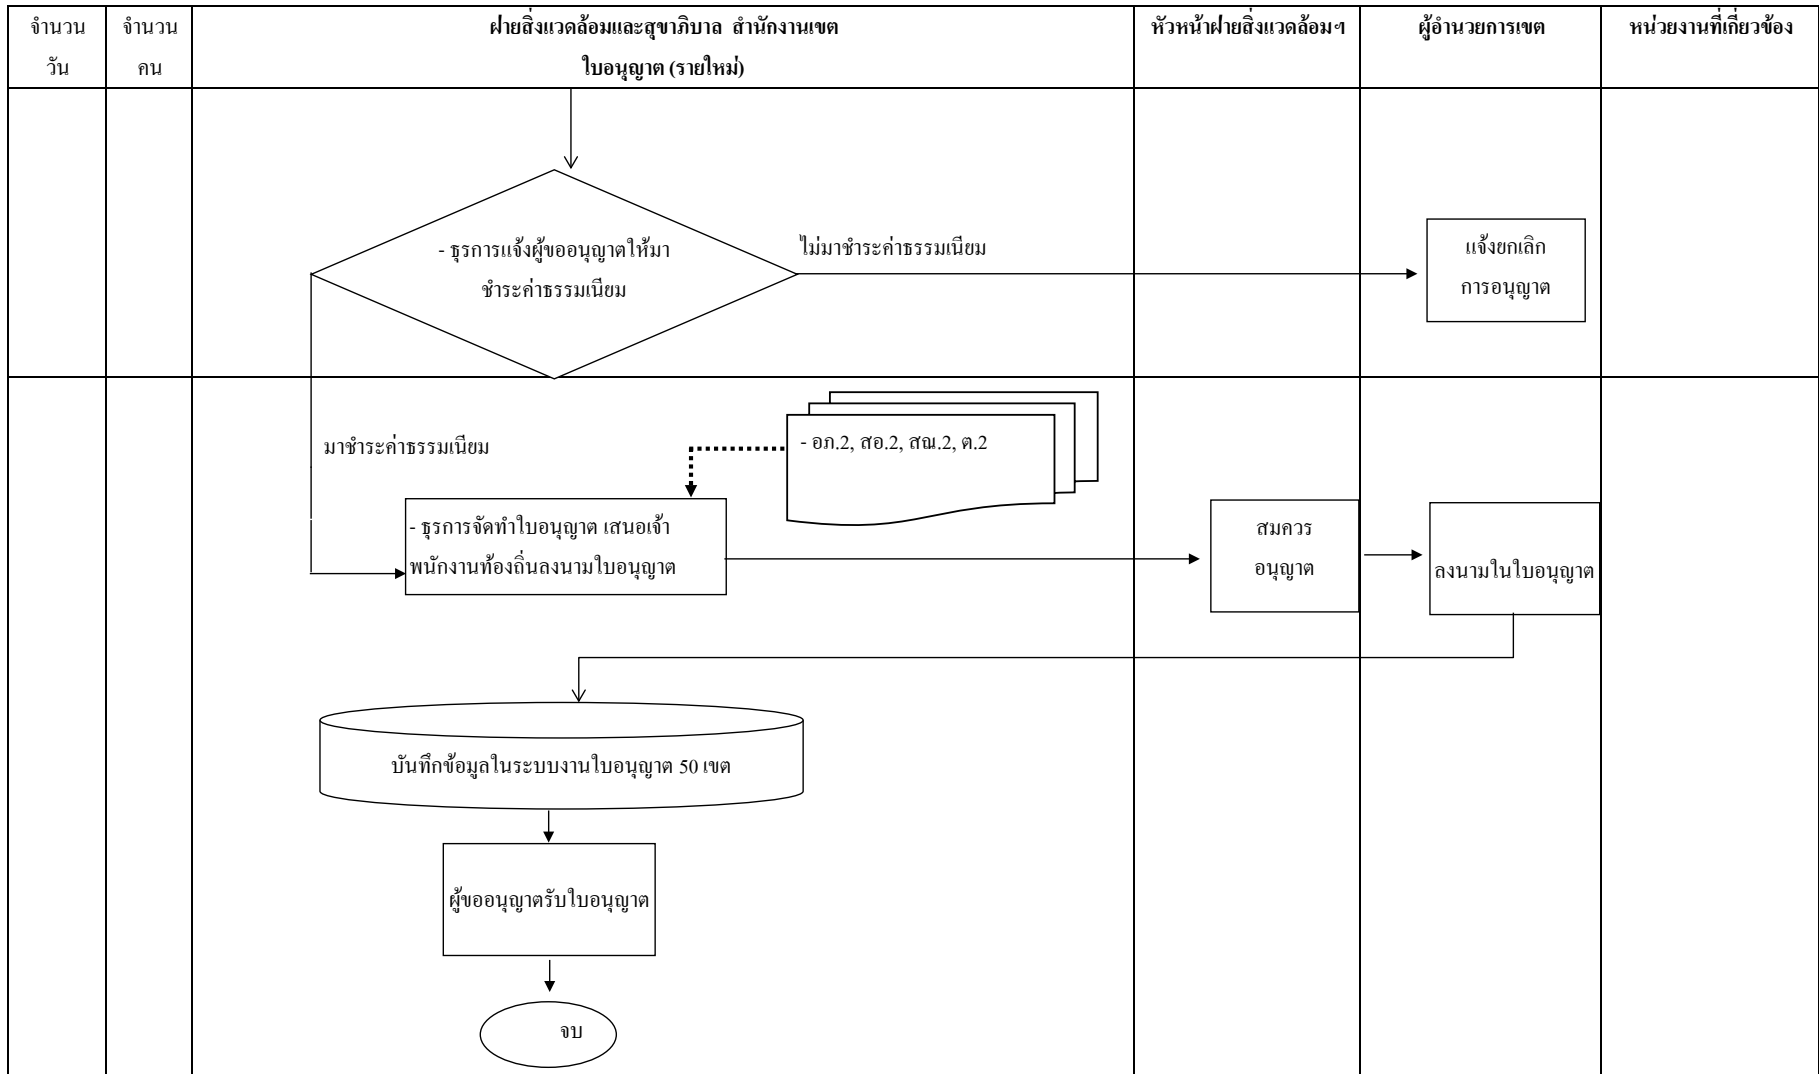 จำนวน
วัน
จำนวน
คน
ฝ่ายสิ่งแวดล้อมและสุขาภิบาล สำนักงานเขต
ใบอนุญาต (รายใหม่)
หัวหน้าฝ่ายสิ่งแวดล้อมฯ
ผู้อำนวยการเขต
หน่วยงานที่เกี่ยวข้อง
- ธุรการแจ้งผู้ขออนุญาตให้มา
ชำระค่าธรรมเนียม
ไม่มาชำระค่าธรรมเนียม
แจ้งยกเลิก
การอนุญาต
มาชำระค่าธรรมเนียม
- อภ.2, สอ.2, สณ.2, ต.2
- ธุรการจัดทำใบอนุญาต เสนอเจ้า
พนักงานท้องถิ่นลงนามใบอนุญาต
สมควร
อนุญาต
ลงนามในใบอนุญาต
บันทึกข้อมูลในระบบงานใบอนุญาต 50 เขต
ผู้ขออนุญาตรับใบอนุญาต
จบ